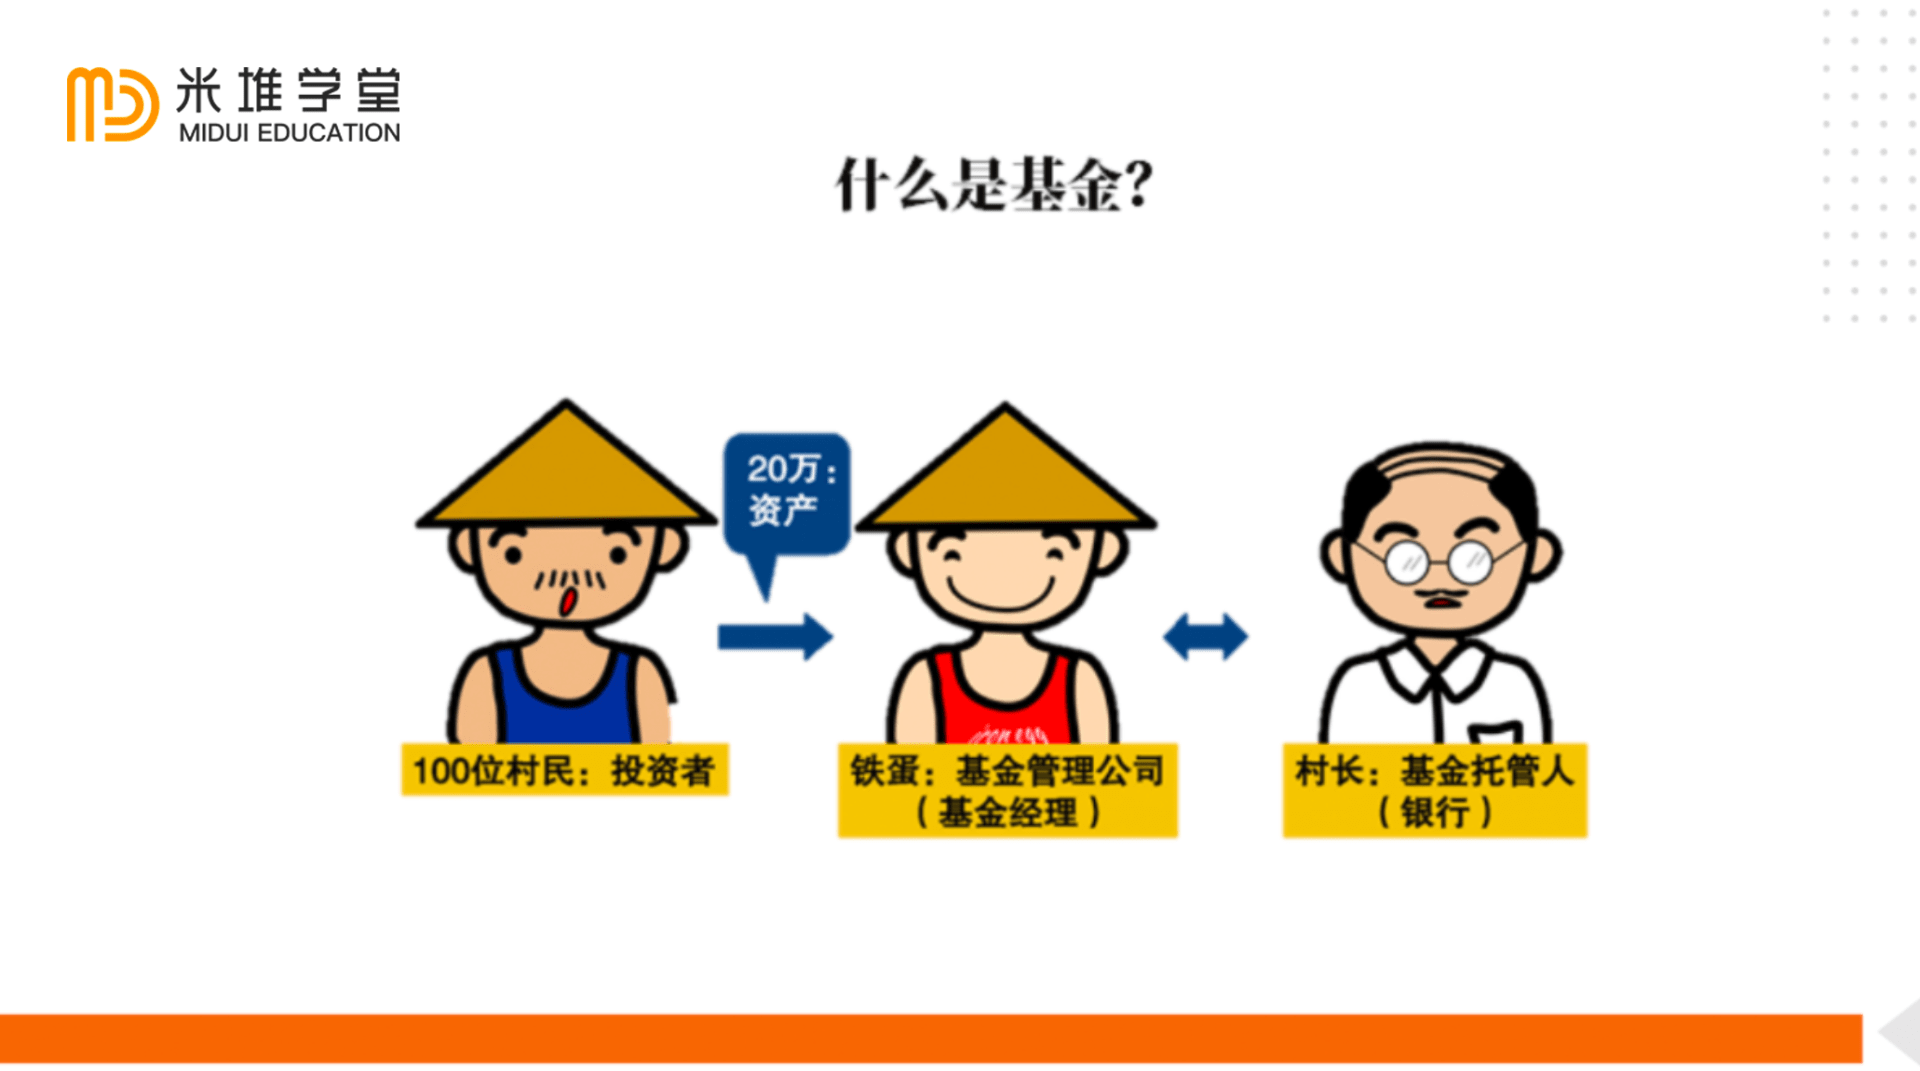 米堆学堂
MIDUI EDUCATION
什么是基金?
20万:
资产
100位村民:投资者
铁蛋:基金管理公司
(基金经理)
村长:基金托管人
(银行)